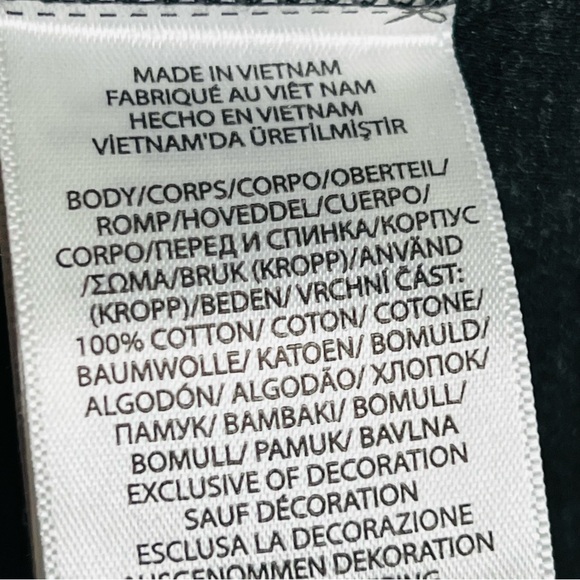 MADE IN VIETNAM
FABRIQUÉ AU VIÊT NAM
HECHO EN VIETNAM
VİETNAM'DA ÜRETİLMİŞTİR
BODY/CORPS/CORPO/OBERTEIL/
ROMP/HOVEDDEL/CUERPO/
CORPO/ПЕРЕД И СПИНКА/КОРПУС
/ΣΩΜΑ/BRUK (KROPP)/ANVÄND
(KROPP)/BEDEN/ VRCHNÍ ČÁST:
100% COTTON/ COTON/ COTONE/
BAUMWOLLE/ KATOEN/ BOMULD/
ALGODÓN/ ALGODÃO/ ХЛОПОК/
ПАМУК/ ΒΑΜΒΑΚΙ/ BOMULL/
BOMULL/ PAMUK/ BAVLNA
EXCLUSIVE OF DECORATION
SAUF DÉCORATION
ESCLUSA LA DECORAZIONE
AUSGENOMMEN DEKORATION